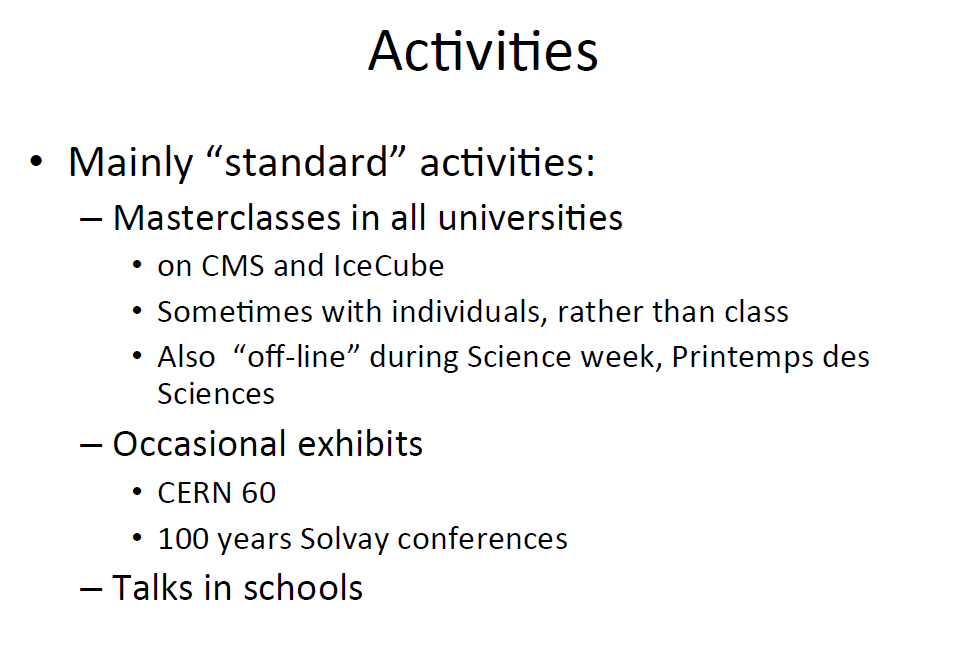 Activities
• Mainly “standard” activities:
– Masterclasses in all universities
• on CMS and IceCube
• Sometimes with individuals, rather than class
• Also “off-line” during Science week, Printemps des
Sciences
– Occasional exhibits
• CERN 60
• 100 years Solvay conferences
– Talks in schools